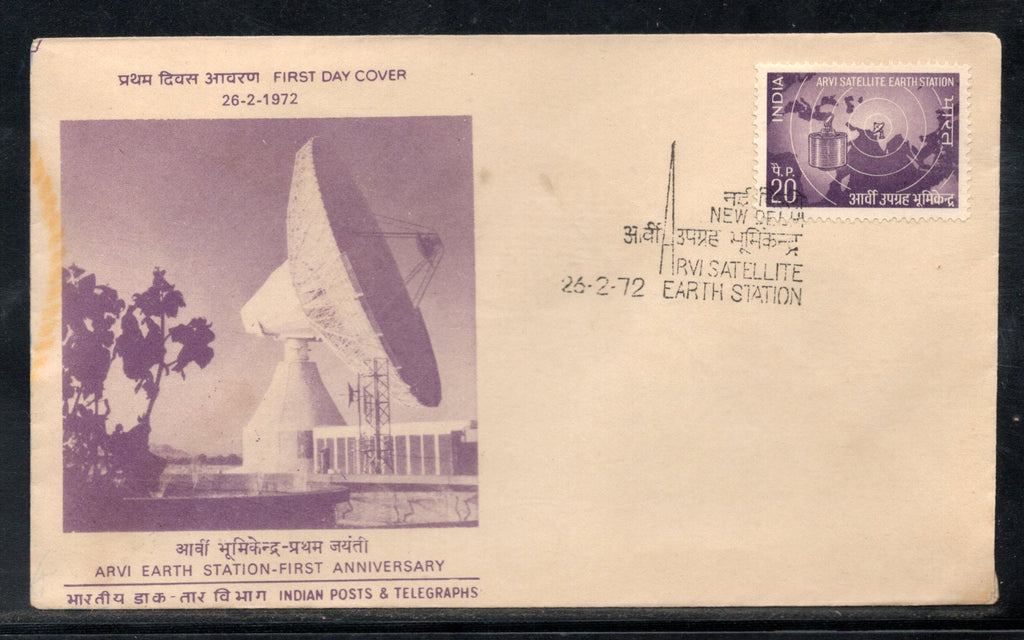 प्रथम दिवस आवरण FIRST DAY COVER
26-2-1972
ARVI SATELLITE EARTH STATION
INDIA
भारत
पै. P.
20
आर्वी उपग्रह भूमिकेन्द्र
नई
NEW DELHI
आर्वी उपग्रह भूमिकेन्द्र
ARVI SATELLITE
26-2-72 EARTH STATION
आर्वी भूमिकेन्द्र-प्रथम जयंती
ARVI EARTH STATION-FIRST ANNIVERSARY
भारतीय डाक-तार विभाग INDIAN POSTS & TELEGRAPHS